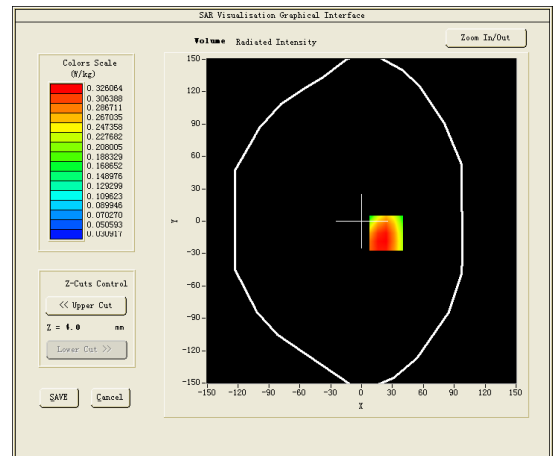 SAR Visualisation Graphical Interface
Volume Radiated Intensity
Zoom In/Out
Colors Scale
(W/kg)
0.326064
0.306388
0.286711
0.267035
0.247358
0.227682
0.208005
0.188329
0.168652
0.148976
0.129299
0.109623
0.089946
0.070270
0.050593
0.030917
150
120
90
60
30
0
-30
-60
-90
-120
-150
Y
-150 -120 -90 -60 -30 0 30 60 90 120 150
X
Z-Cuts Control
<< Upper Cut
Z = 4.0 mm
Lower Cut >>
SAVE Cancel